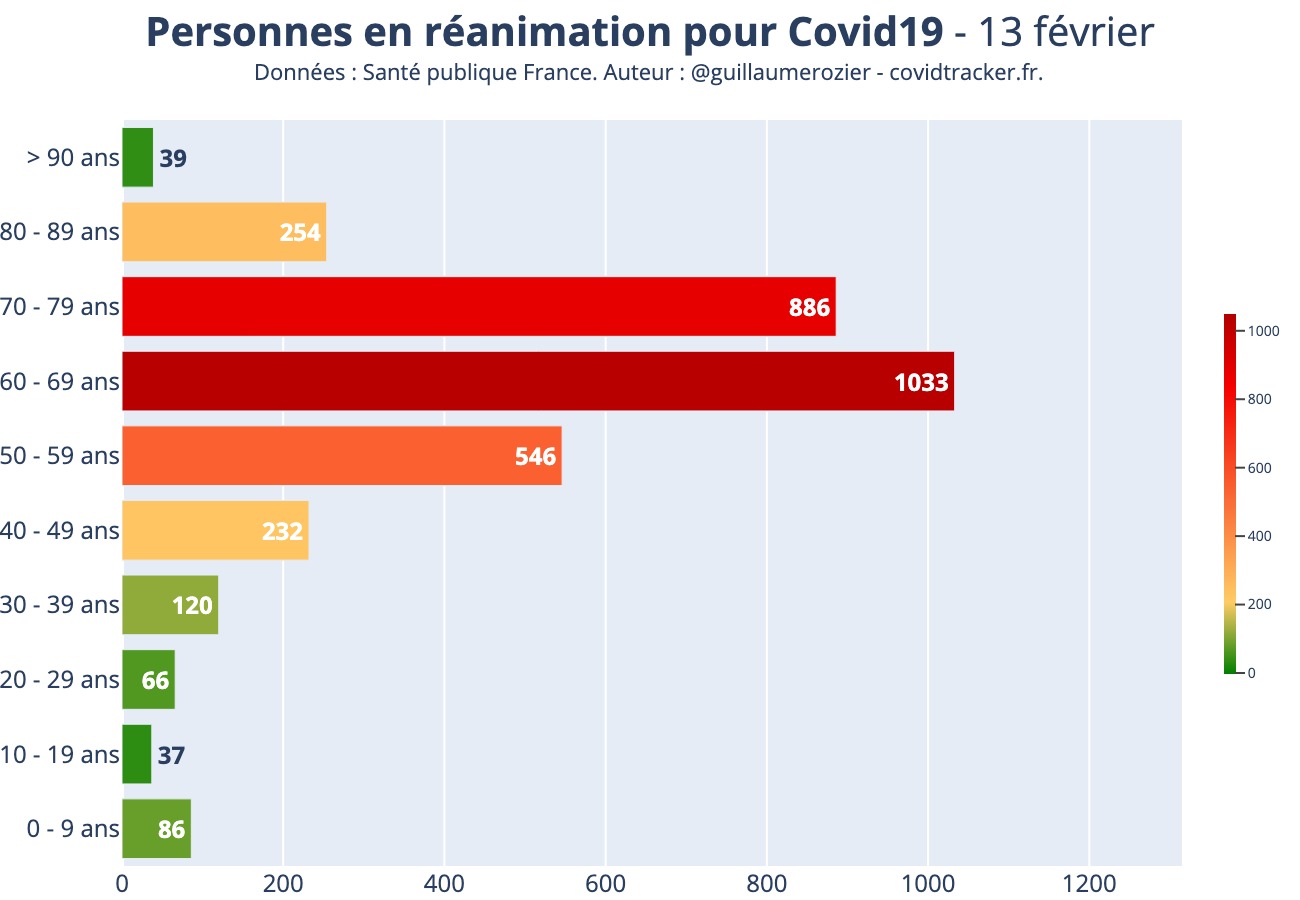 Personnes en réanimation pour Covid19 - 13 février
Données : Santé publique France. Auteur : @guillaumerozier - covidtracker.fr.
> 90 ans 39
80 - 89 ans 254
70 - 79 ans 886
60 - 69 ans 1033
50 - 59 ans 546
40 - 49 ans 232
30 - 39 ans 120
20 - 29 ans 66
10 - 19 ans 37
0 - 9 ans 86
0 200 400 600 800 1000 1200
1000
800
600
400
200
0